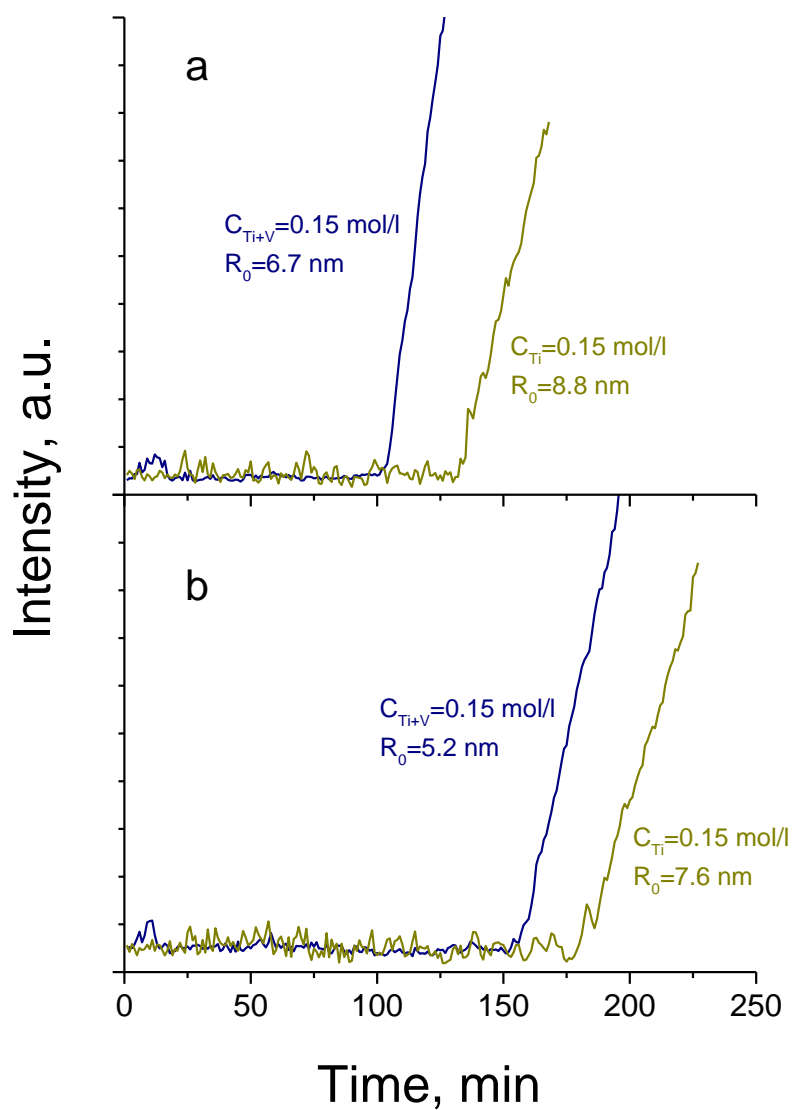 Intensity, a.u.
a
C_Ti+V=0.15 mol/l
R_0=6.7 nm
C_Ti=0.15 mol/l
R_0=8.8 nm
b
C_Ti+V=0.15 mol/l
R_0=5.2 nm
C_Ti=0.15 mol/l
R_0=7.6 nm
0 50 100 150 200 250
Time, min